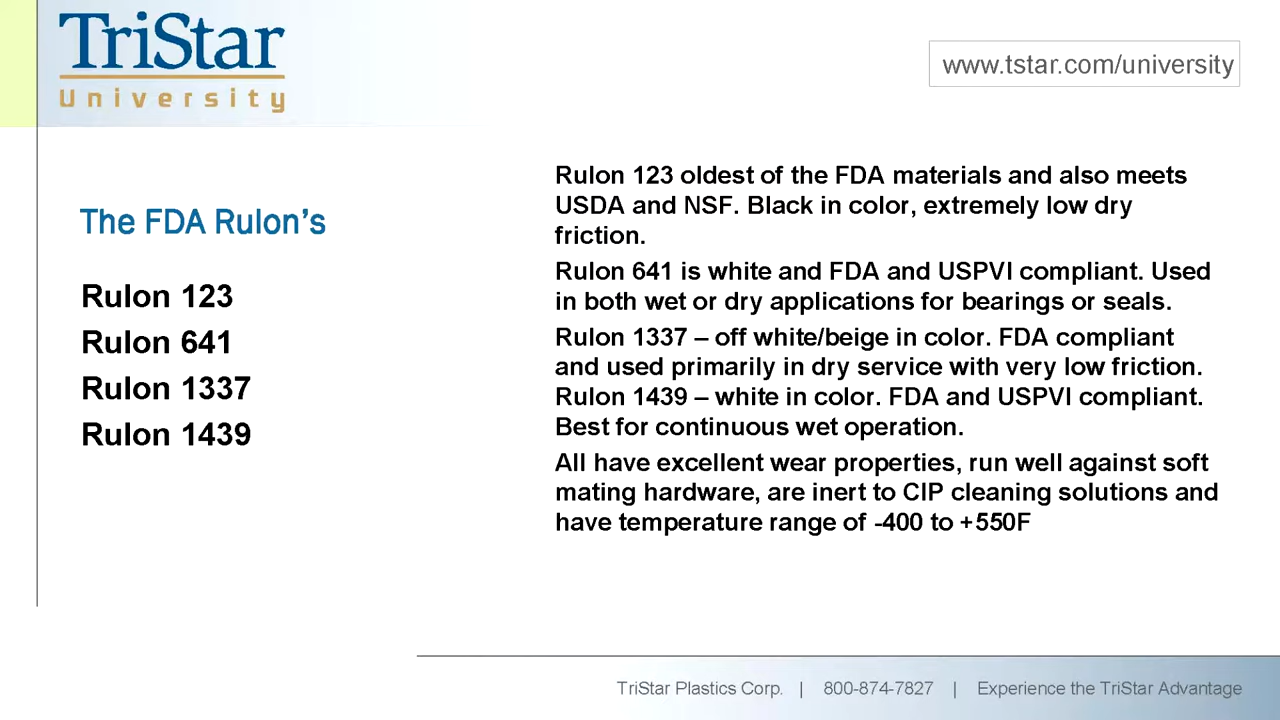 TriStar
University
www.tstar.com/university
The FDA Rulon's
Rulon 123
Rulon 641
Rulon 1337
Rulon 1439
Rulon 123 oldest of the FDA materials and also meets
USDA and NSF. Black in color, extremely low dry
friction.
Rulon 641 is white and FDA and USPVI compliant. Used
in both wet or dry applications for bearings or seals.
Rulon 1337 – off white/beige in color. FDA compliant
and used primarily in dry service with very low friction.
Rulon 1439 – white in color. FDA and USPVI compliant.
Best for continuous wet operation.
All have excellent wear properties, run well against soft
mating hardware, are inert to CIP cleaning solutions and
have temperature range of -400 to +550F
TriStar Plastics Corp. | 800-874-7827 | Experience the TriStar Advantage